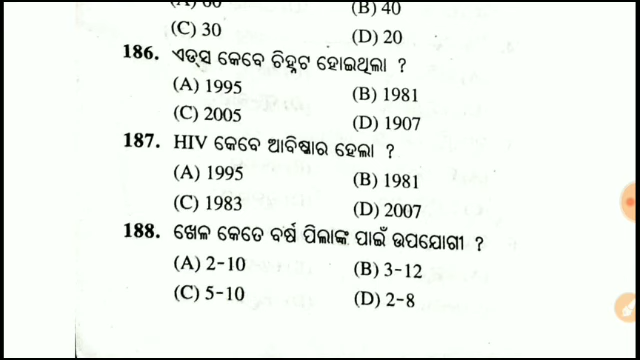 (A) 60 (B) 40
(C) 30 (D) 20
186. ଏଡ୍ସ କେବେ ଚିହ୍ନଟ ହୋଇଥିଲା ?
(A) 1995 (B) 1981
(C) 2005 (D) 1907
187. HIV କେବେ ଆବିଷ୍କାର ହେଲା ?
(A) 1995 (B) 1981
(C) 1983 (D) 2007
188. ଖେଳ କେତେ ବର୍ଷ ପିଲାଙ୍କ ପାଇଁ ଉପଯୋଗୀ ?
(A) 2-10 (B) 3-12
(C) 5-10 (D) 2-8